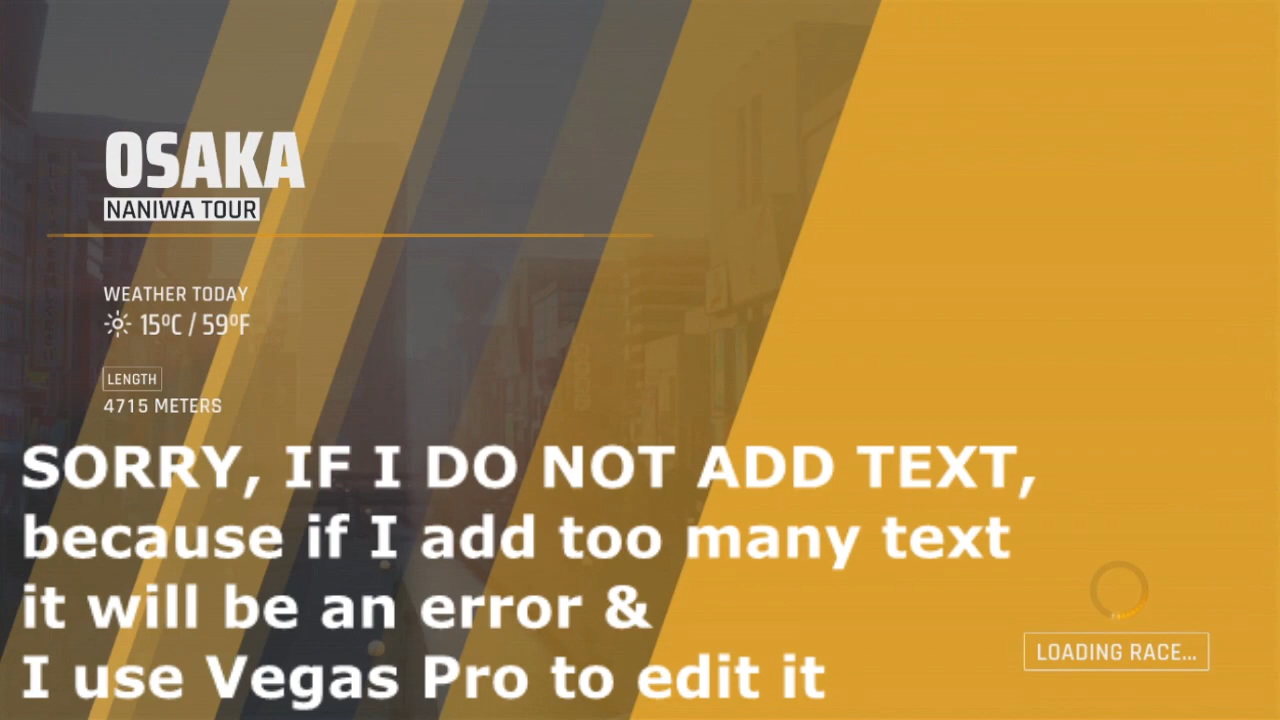 OSAKA
NANIWA TOUR
WEATHER TODAY
15ºC / 59ºF
LENGTH
4715 METERS
SORRY, IF I DO NOT ADD TEXT,
because if I add too many text
it will be an error &
I use Vegas Pro to edit it
LOADING RACE...